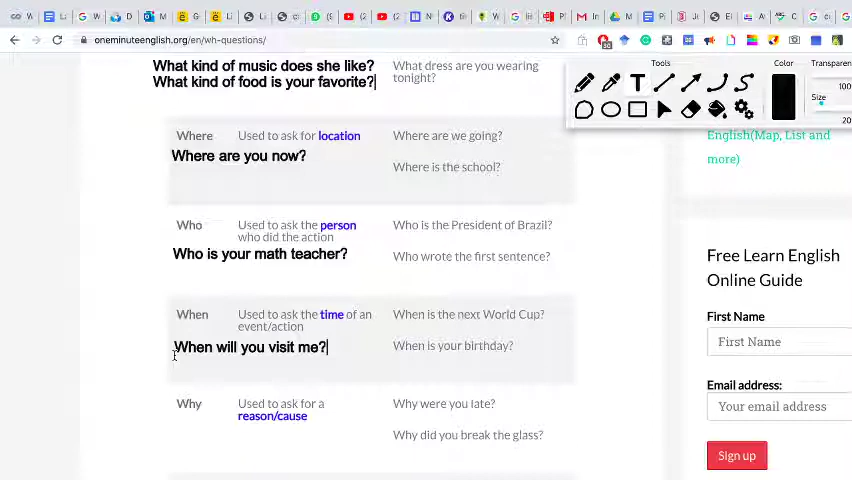 oneminuteenglish.org/en/wh-questions/
What kind of music does she like?
What kind of food is your favorite?
What dress are you wearing
tonight?
Tools
Color
Transparen
100
Size
20
Where
Used to ask for location
Where are we going?
Where are you now?
Where is the school?
English(Map, List and
more)
Who
Used to ask the person
who did the action
Who is the President of Brazil?
Who is your math teacher?
Who wrote the first sentence?
When
Used to ask the time of an
event/action
When is the next World Cup?
When will you visit me?
When is your birthday?
Why
Used to ask for a
reason/cause
Why were you late?
Why did you break the glass?
Free Learn English
Online Guide
First Name
First Name
Email address:
Your email address
Sign up